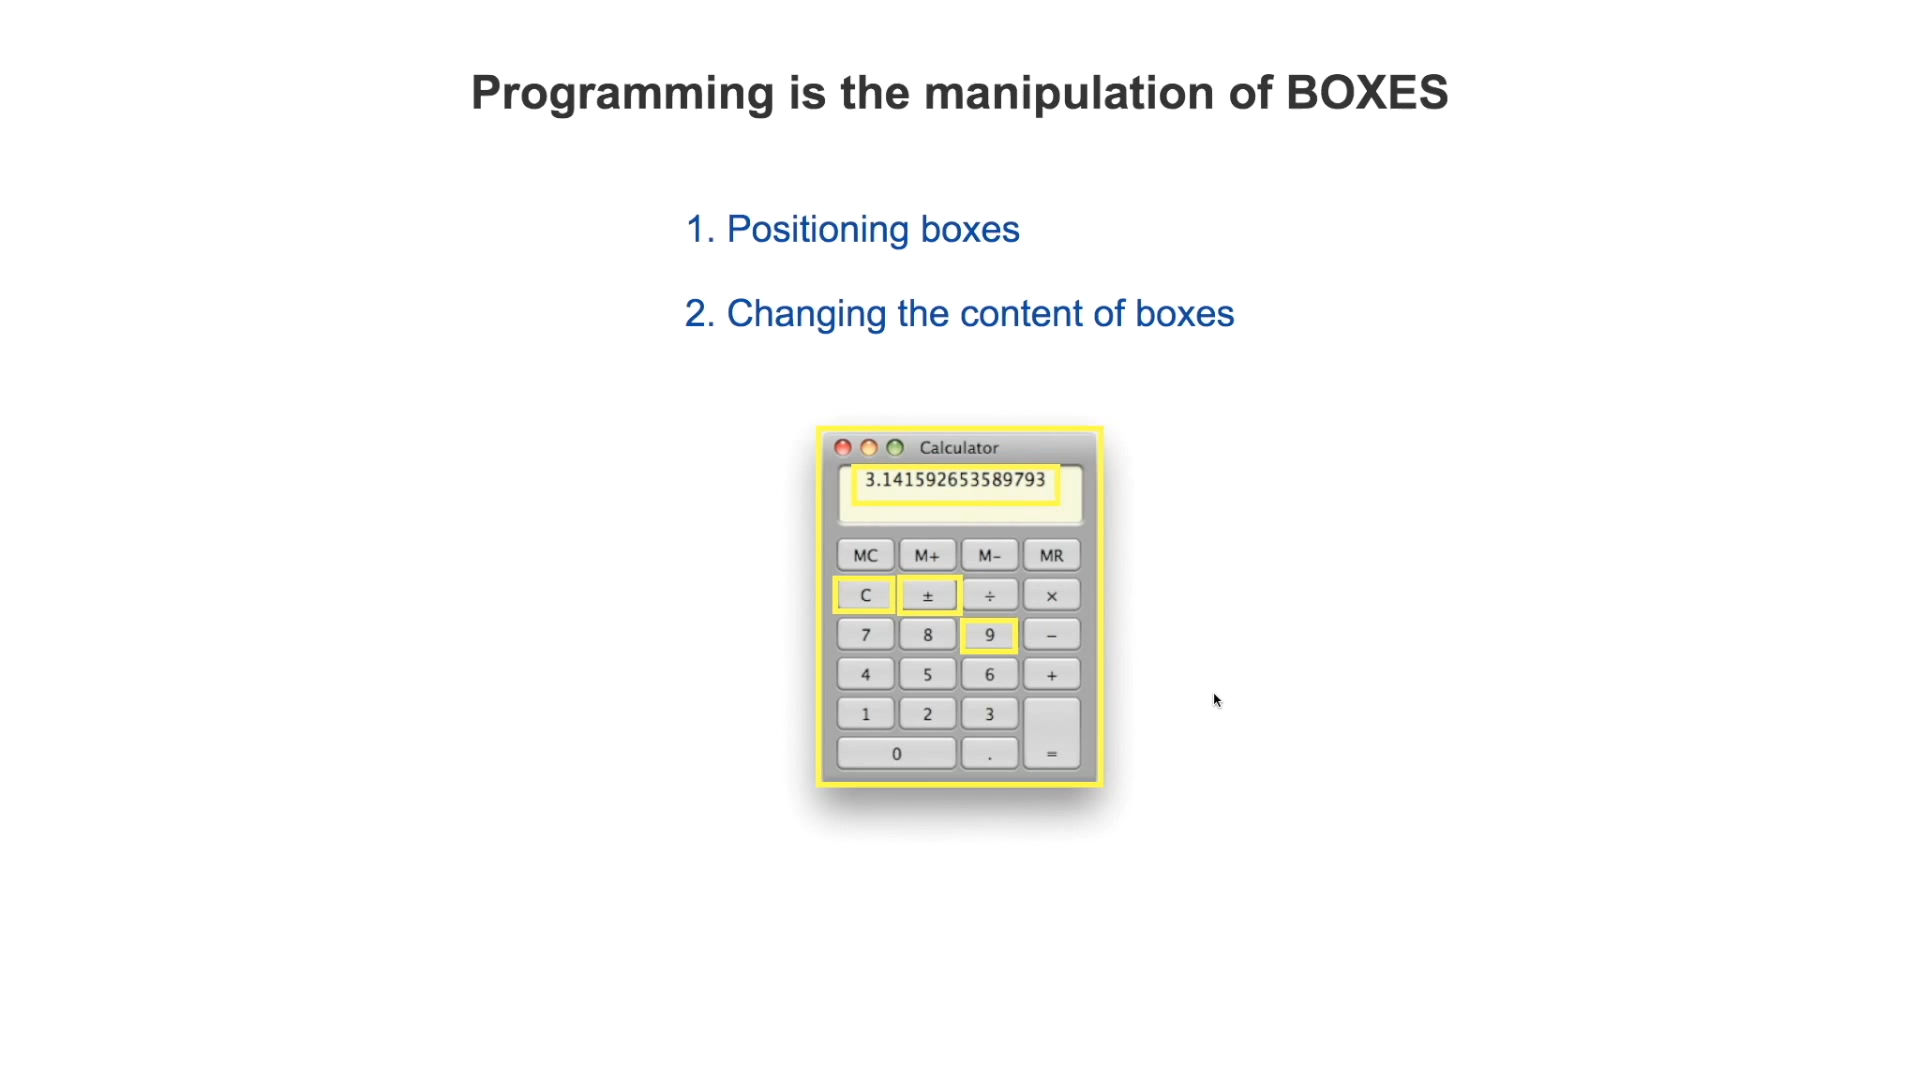 Programming is the manipulation of BOXES
1. Positioning boxes
2. Changing the content of boxes
Calculator
3.141592653589793
MC M+ M- MR
C ± ÷ ×
7 8 9 −
4 5 6 +
1 2 3
0 . =